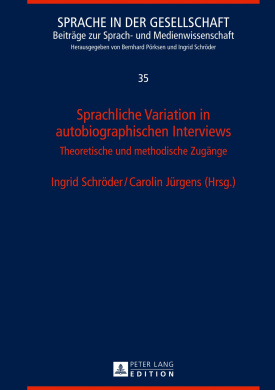 SPRACHE IN DER GESELLSCHAFT
Beiträge zur Sprach- und Medienwissenschaft
Herausgegeben von Bernhard Pörksen und Ingrid Schröder
35
Sprachliche Variation in
autobiographischen Interviews
Theoretische und methodische Zugänge
Ingrid Schröder / Carolin Jürgens (Hrsg.)
PETER LANG
EDITION